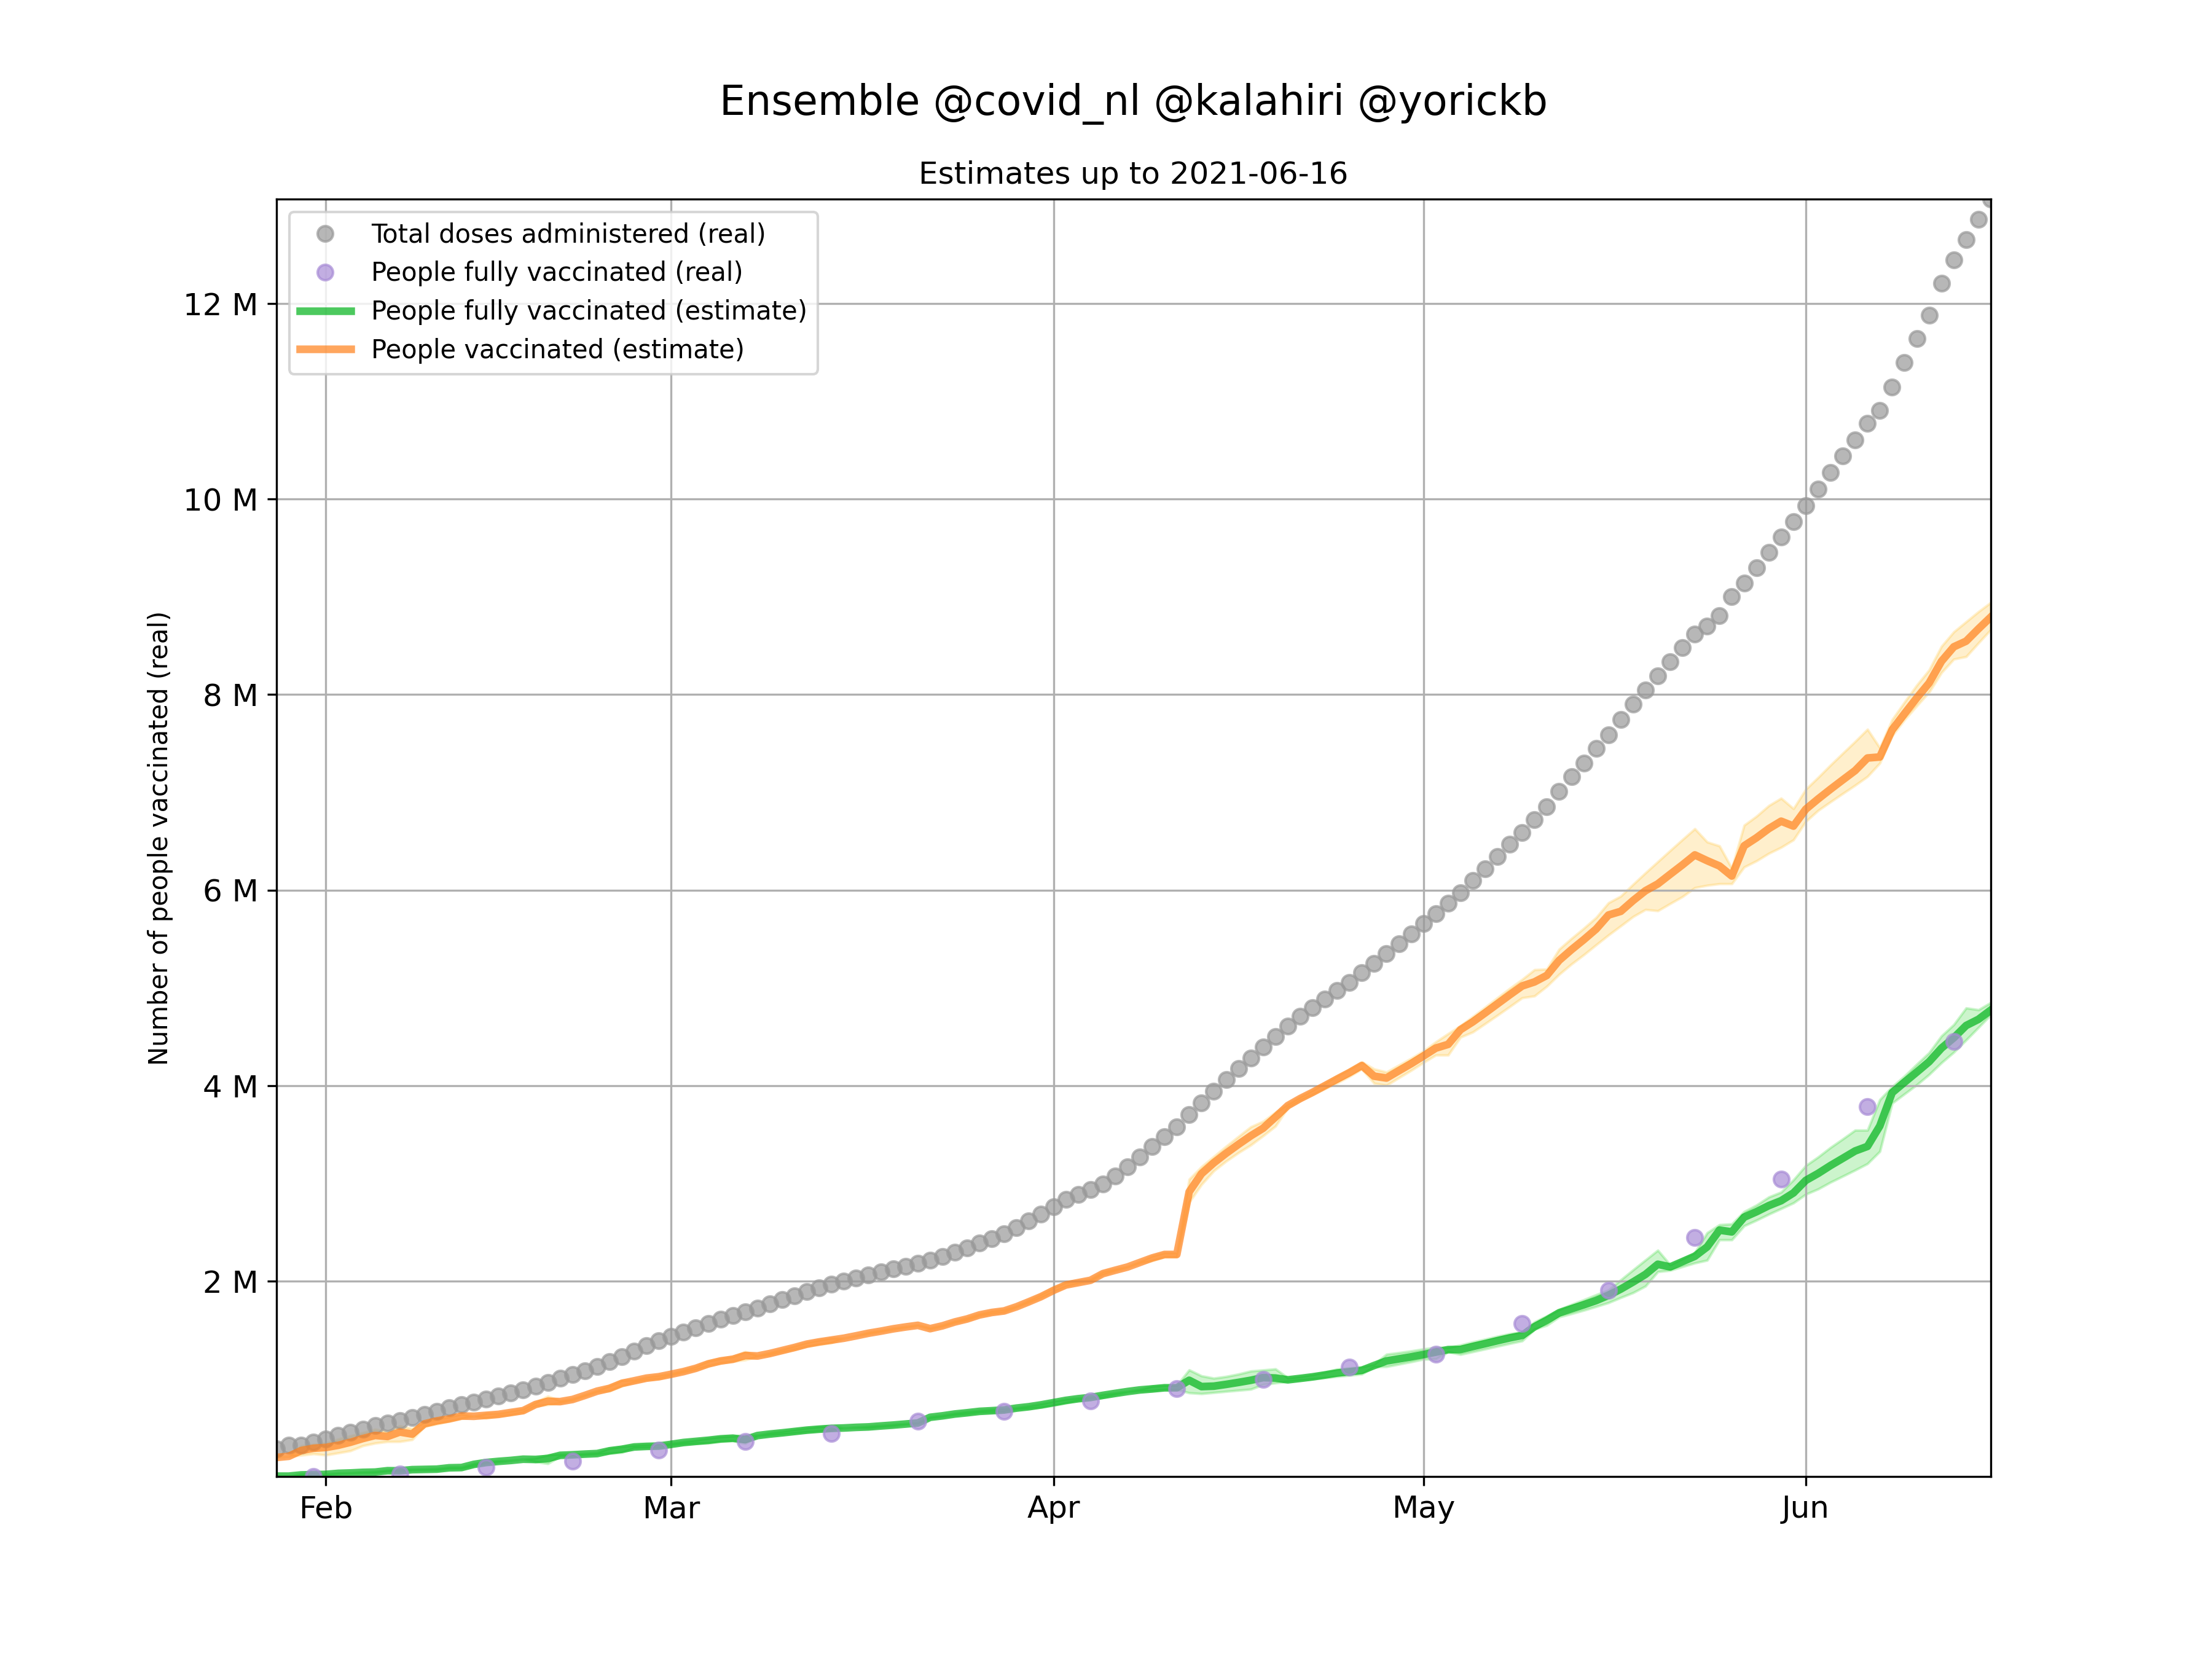 Ensemble @covid_nl @kalahiri @yorickb
Estimates up to 2021-06-16
Total doses administered (real)
People fully vaccinated (real)
People fully vaccinated (estimate)
People vaccinated (estimate)
12 M
10 M
8 M
6 M
4 M
2 M
Number of people vaccinated (real)
Feb
Mar
Apr
May
Jun